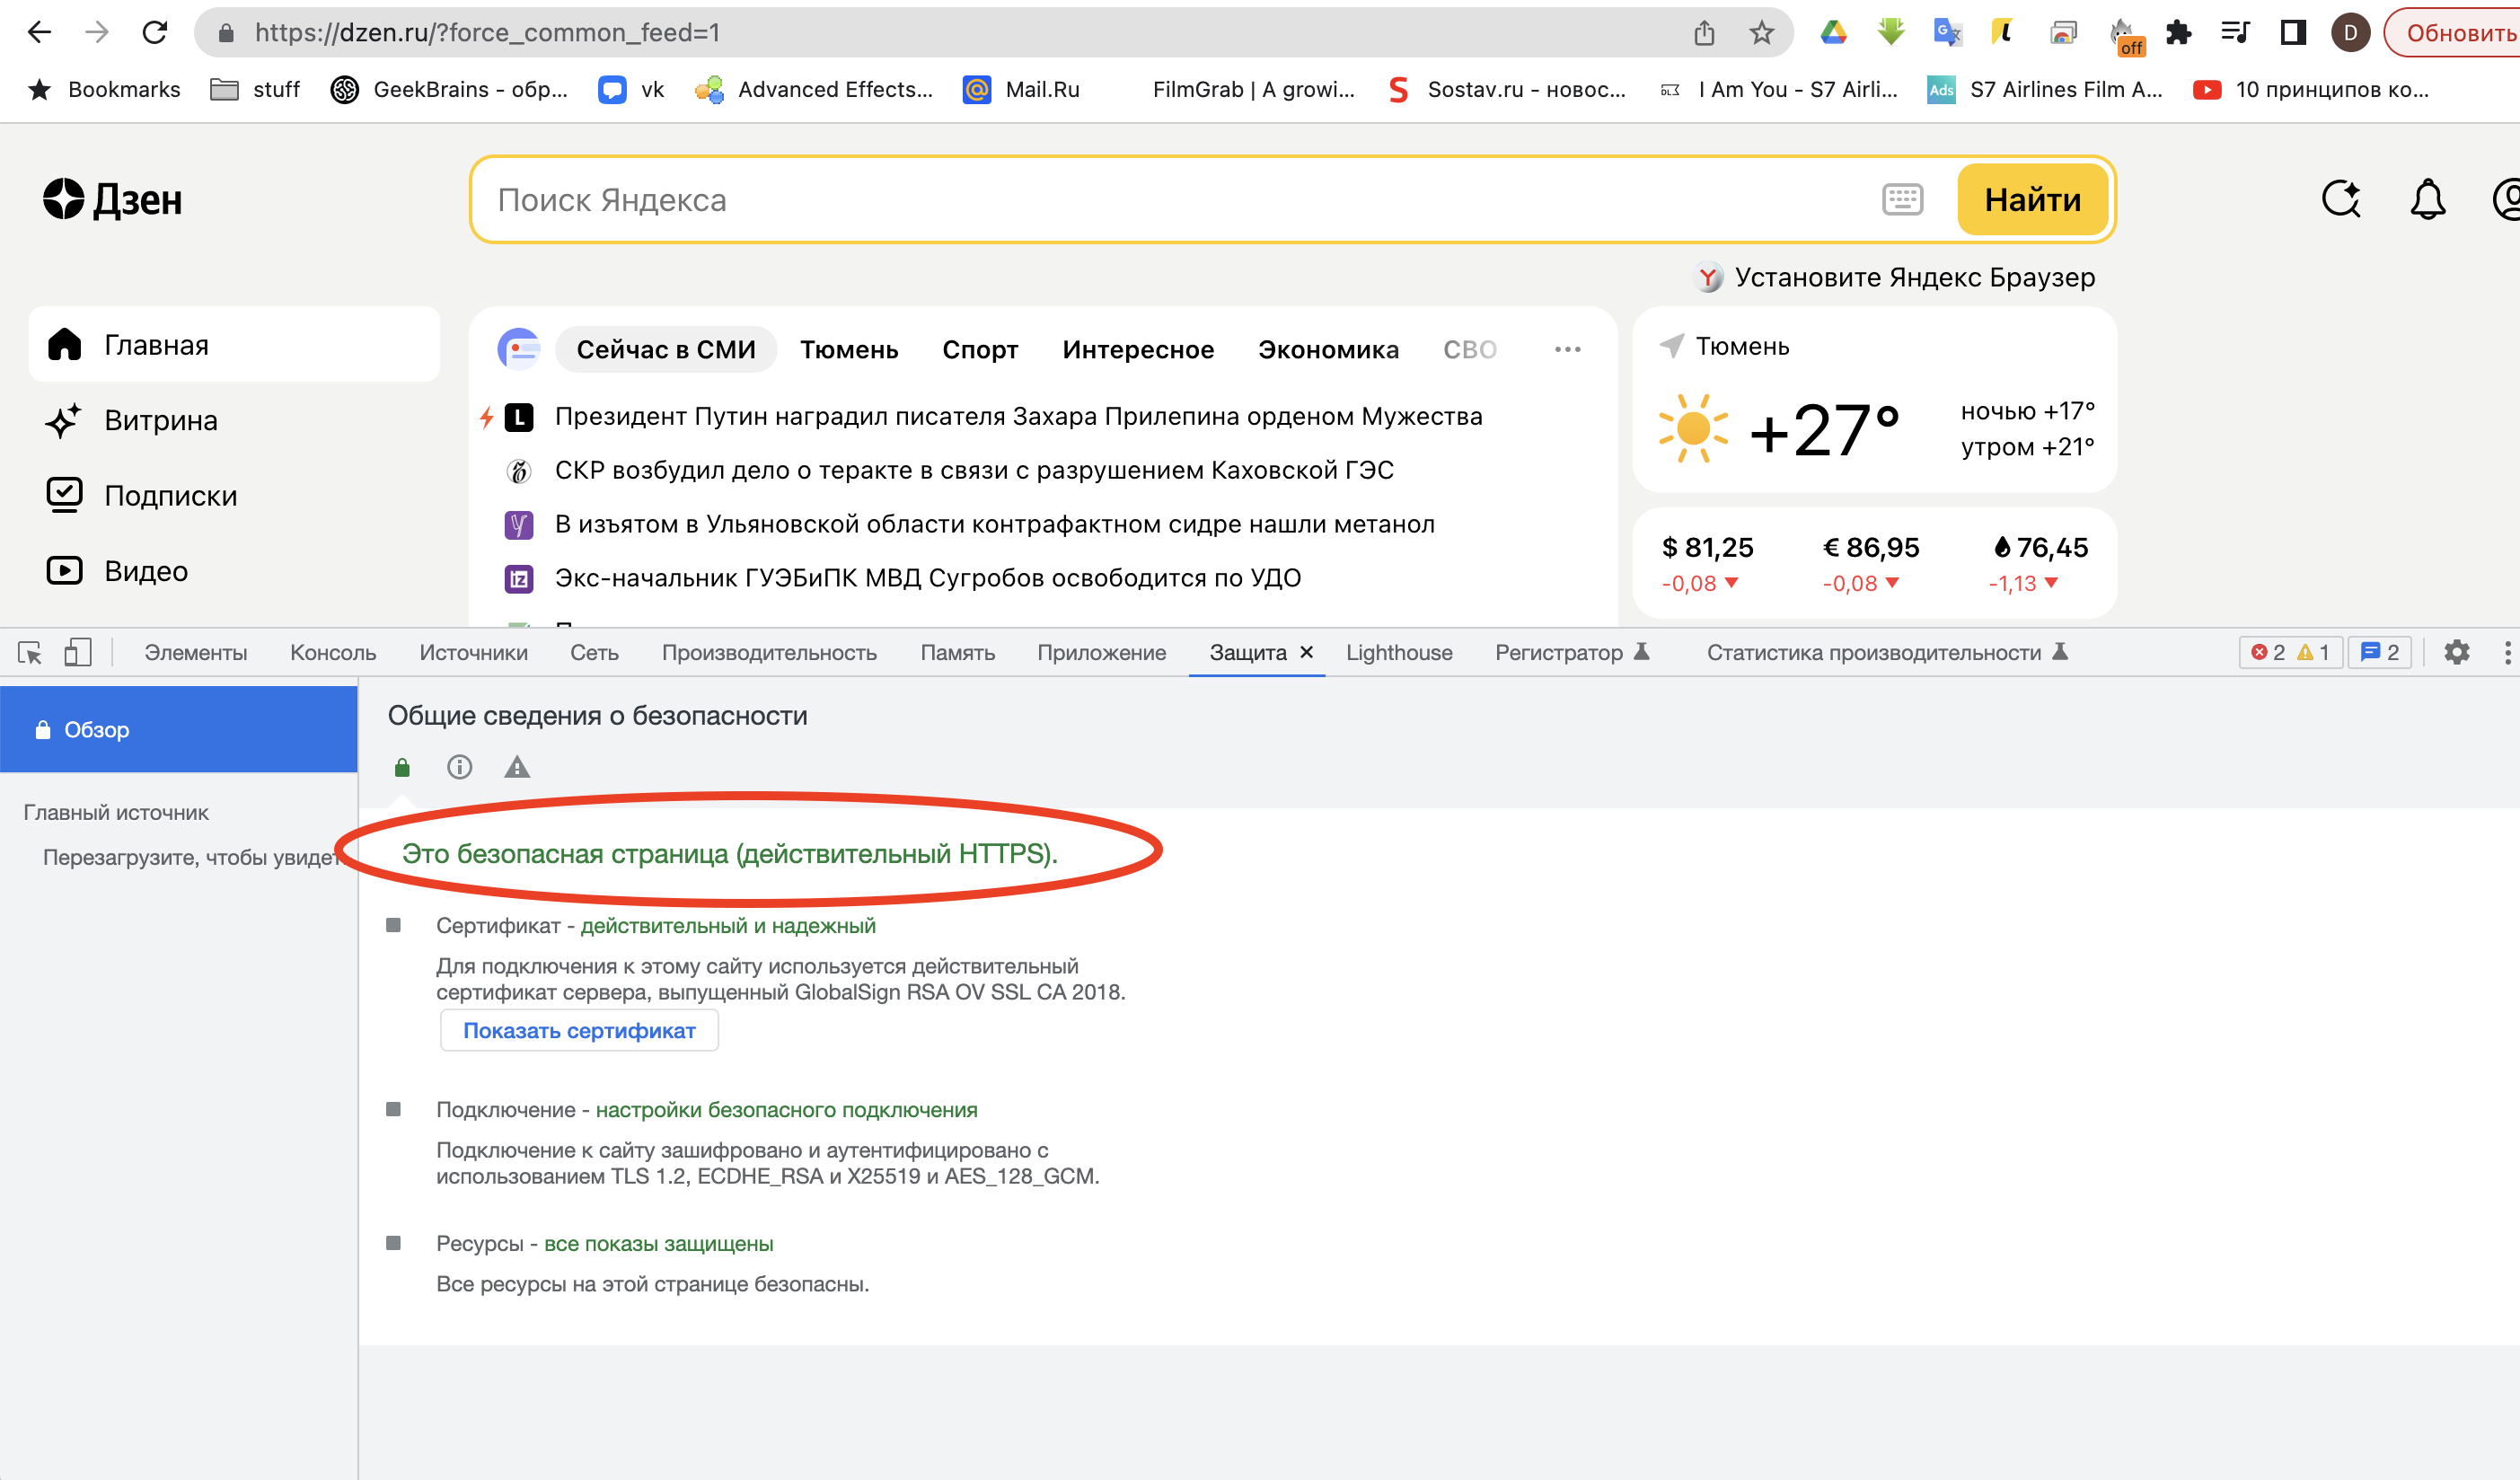 https://dzen.ru/?force_common_feed=1
off
D
Обновить
Bookmarks
stuff
GeekBrains - обр...
vk
Advanced Effects...
Mail.Ru
FilmGrab | A growi...
Sostav.ru - новос...
I Am You - S7 Airli...
S7 Airlines Film A...
10 принципов ко...
Дзен
Поиск Яндекса
Найти
Установите Яндекс Браузер
Главная
Витрина
Подписки
Видео
Сейчас в СМИ
Тюмень
Спорт
Интересное
Экономика
СВО
Президент Путин наградил писателя Захара Прилепина орденом Мужества
СКР возбудил дело о теракте в связи с разрушением Каховской ГЭС
В изъятом в Ульяновской области контрафактном сидре нашли метанол
Экс-начальник ГУЭБиПК МВД Сугробов освободится по УДО
Тюмень
+27°
ночью +17°
утром +21°
$ 81,25
€ 86,95
76,45
-0,08
-0,08
-1,13
Элементы
Консоль
Источники
Сеть
Производительность
Память
Приложение
Защита
Lighthouse
Регистратор
Статистика производительности
2
1
2
Обзор
Главный источник
Перезагрузите, чтобы увидет
Общие сведения о безопасности
Это безопасная страница (действительный HTTPS).
Сертификат - действительный и надежный
Для подключения к этому сайту используется действительный
сертификат сервера, выпущенный GlobalSign RSA OV SSL CA 2018.
Показать сертификат
Подключение - настройки безопасного подключения
Подключение к сайту зашифровано и аутентифицировано с
использованием TLS 1.2, ECDHE_RSA и X25519 и AES_128_GCM.
Ресурсы - все показы защищены
Все ресурсы на этой странице безопасны.